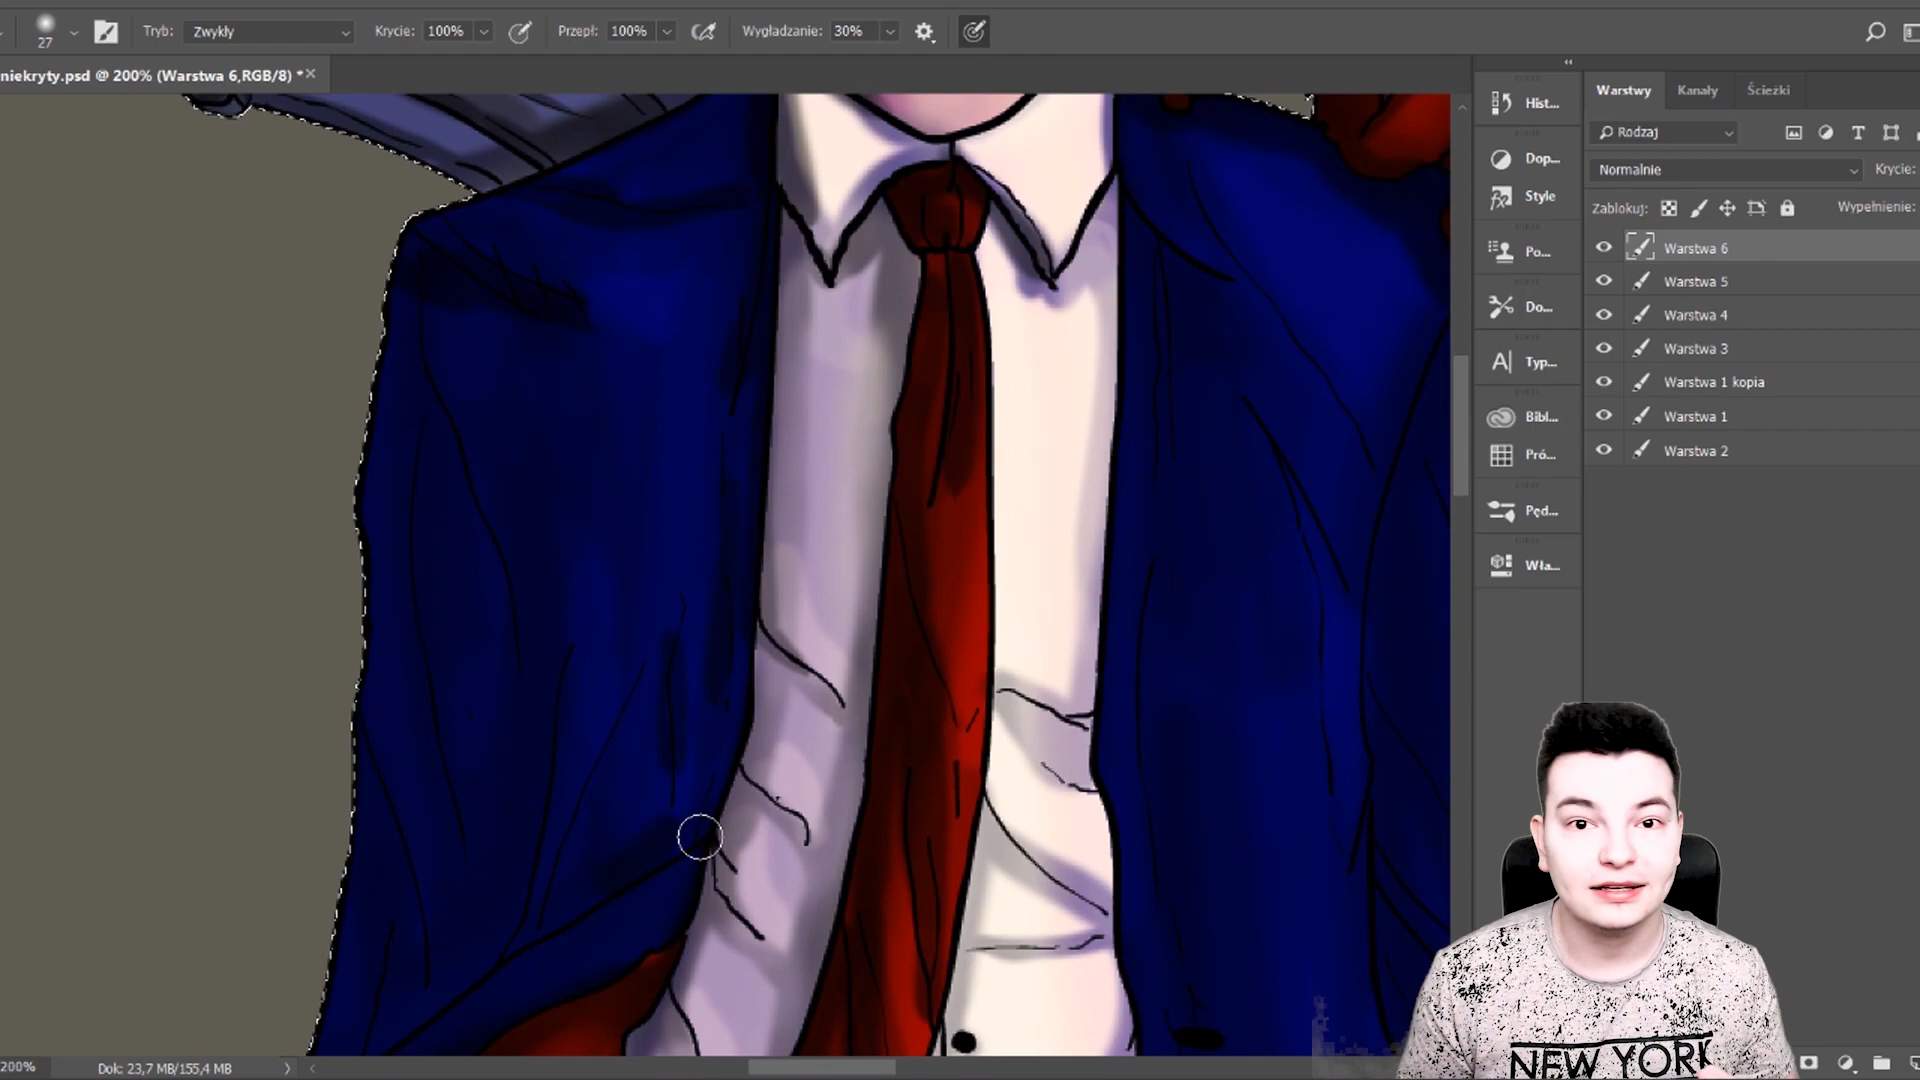 27
Tryb: Zwykły Krycie: 100% Przepł: 100% Wygładzanie: 30%
niekryty.psd @ 200% (Warstwa 6,RGB/8) *
Hist...
Dop...
Style
Po...
Do...
Typ...
Bibl...
Pró...
Pęd...
Wła...
Warstwy Kanały Ścieżki
Rodzaj
Normalnie Krycie:
Zablokuj: Wypełnienie:
Warstwa 6
Warstwa 5
Warstwa 4
Warstwa 3
Warstwa 1 kopia
Warstwa 1
Warstwa 2
NEW YORK
200% Dok: 23,7 MB/155,4 MB